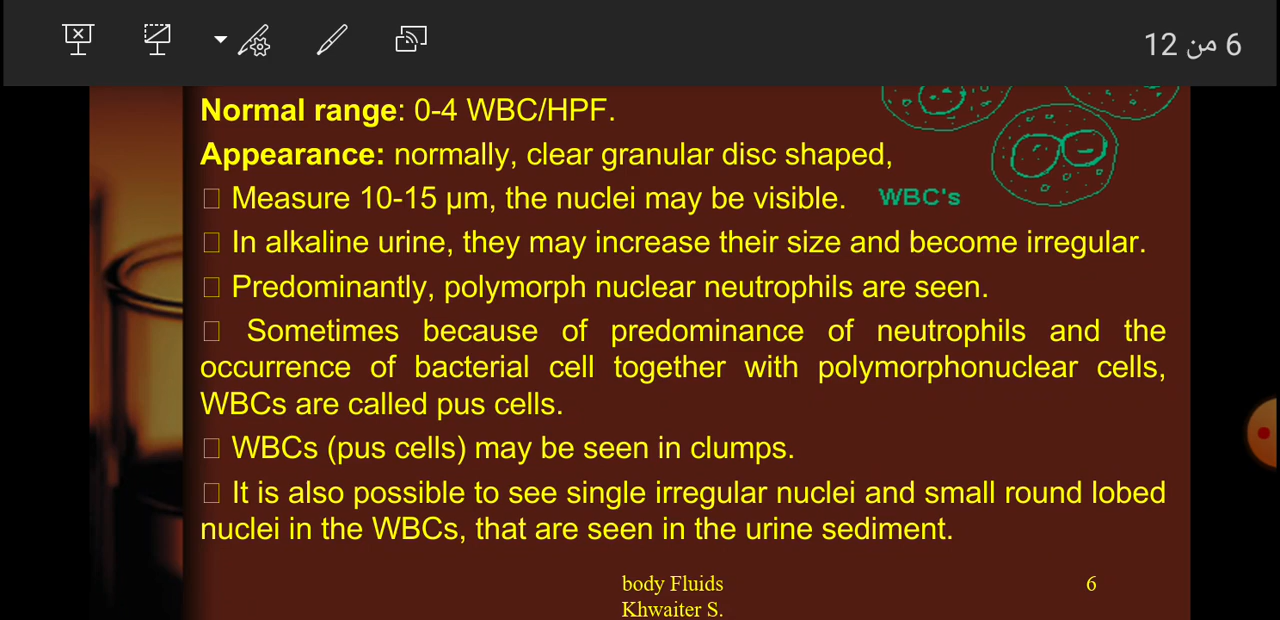 6 من 12
Normal range: 0-4 WBC/HPF.
Appearance: normally, clear granular disc shaped,
Measure 10-15 µm, the nuclei may be visible.
WBC's
In alkaline urine, they may increase their size and become irregular.
Predominantly, polymorph nuclear neutrophils are seen.
Sometimes because of predominance of neutrophils and the
occurrence of bacterial cell together with polymorphonuclear cells,
WBCs are called pus cells.
WBCs (pus cells) may be seen in clumps.
It is also possible to see single irregular nuclei and small round lobed
nuclei in the WBCs, that are seen in the urine sediment.
body Fluids
6
Khwaiter S.